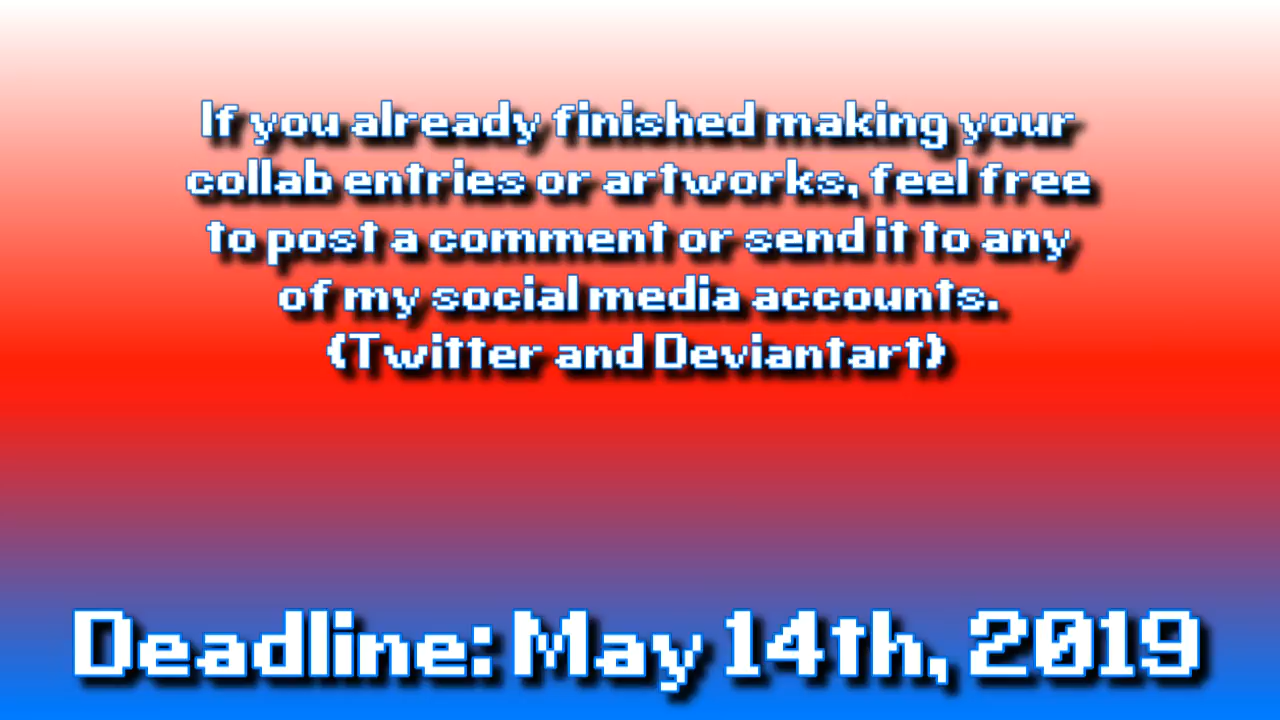 If you already finished making your
collab entries or artworks, feel free
to post a comment or send it to any
of my social media accounts.
(Twitter and Deviantart)
Deadline: May 14th, 2019